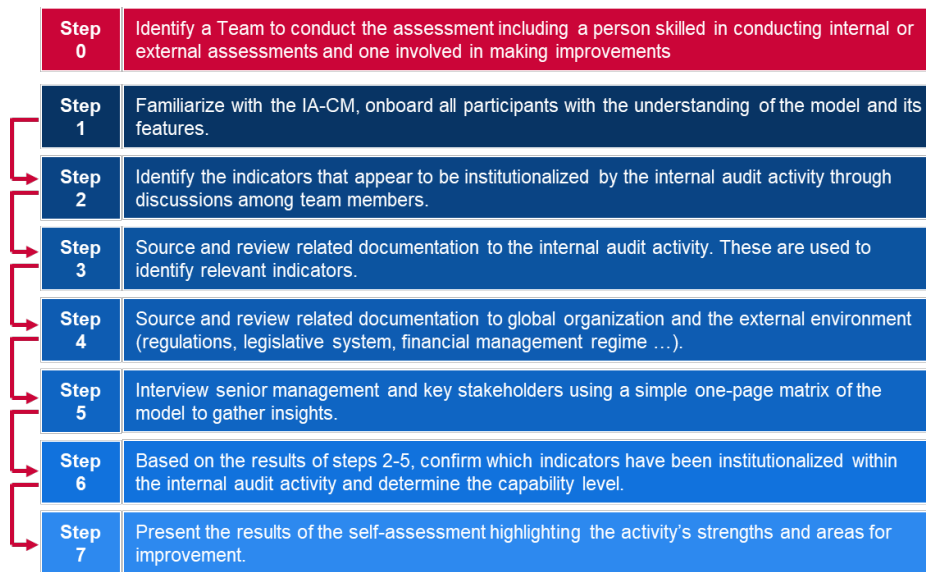 Step
0
Identify a Team to conduct the assessment including a person skilled in conducting internal or
external assessments and one involved in making improvements
Step
1
Familiarize with the IA-CM, onboard all participants with the understanding of the model and its
features.
Step
2
Identify the indicators that appear to be institutionalized by the internal audit activity through
discussions among team members.
Step
3
Source and review related documentation to the internal audit activity. These are used to
identify relevant indicators.
Step
4
Source and review related documentation to global organization and the external environment
(regulations, legislative system, financial management regime ...).
Step
5
Interview senior management and key stakeholders using a simple one-page matrix of the
model to gather insights.
Step
6
Based on the results of steps 2-5, confirm which indicators have been institutionalized within
the internal audit activity and determine the capability level.
Step
7
Present the results of the self-assessment highlighting the activity's strengths and areas for
improvement.